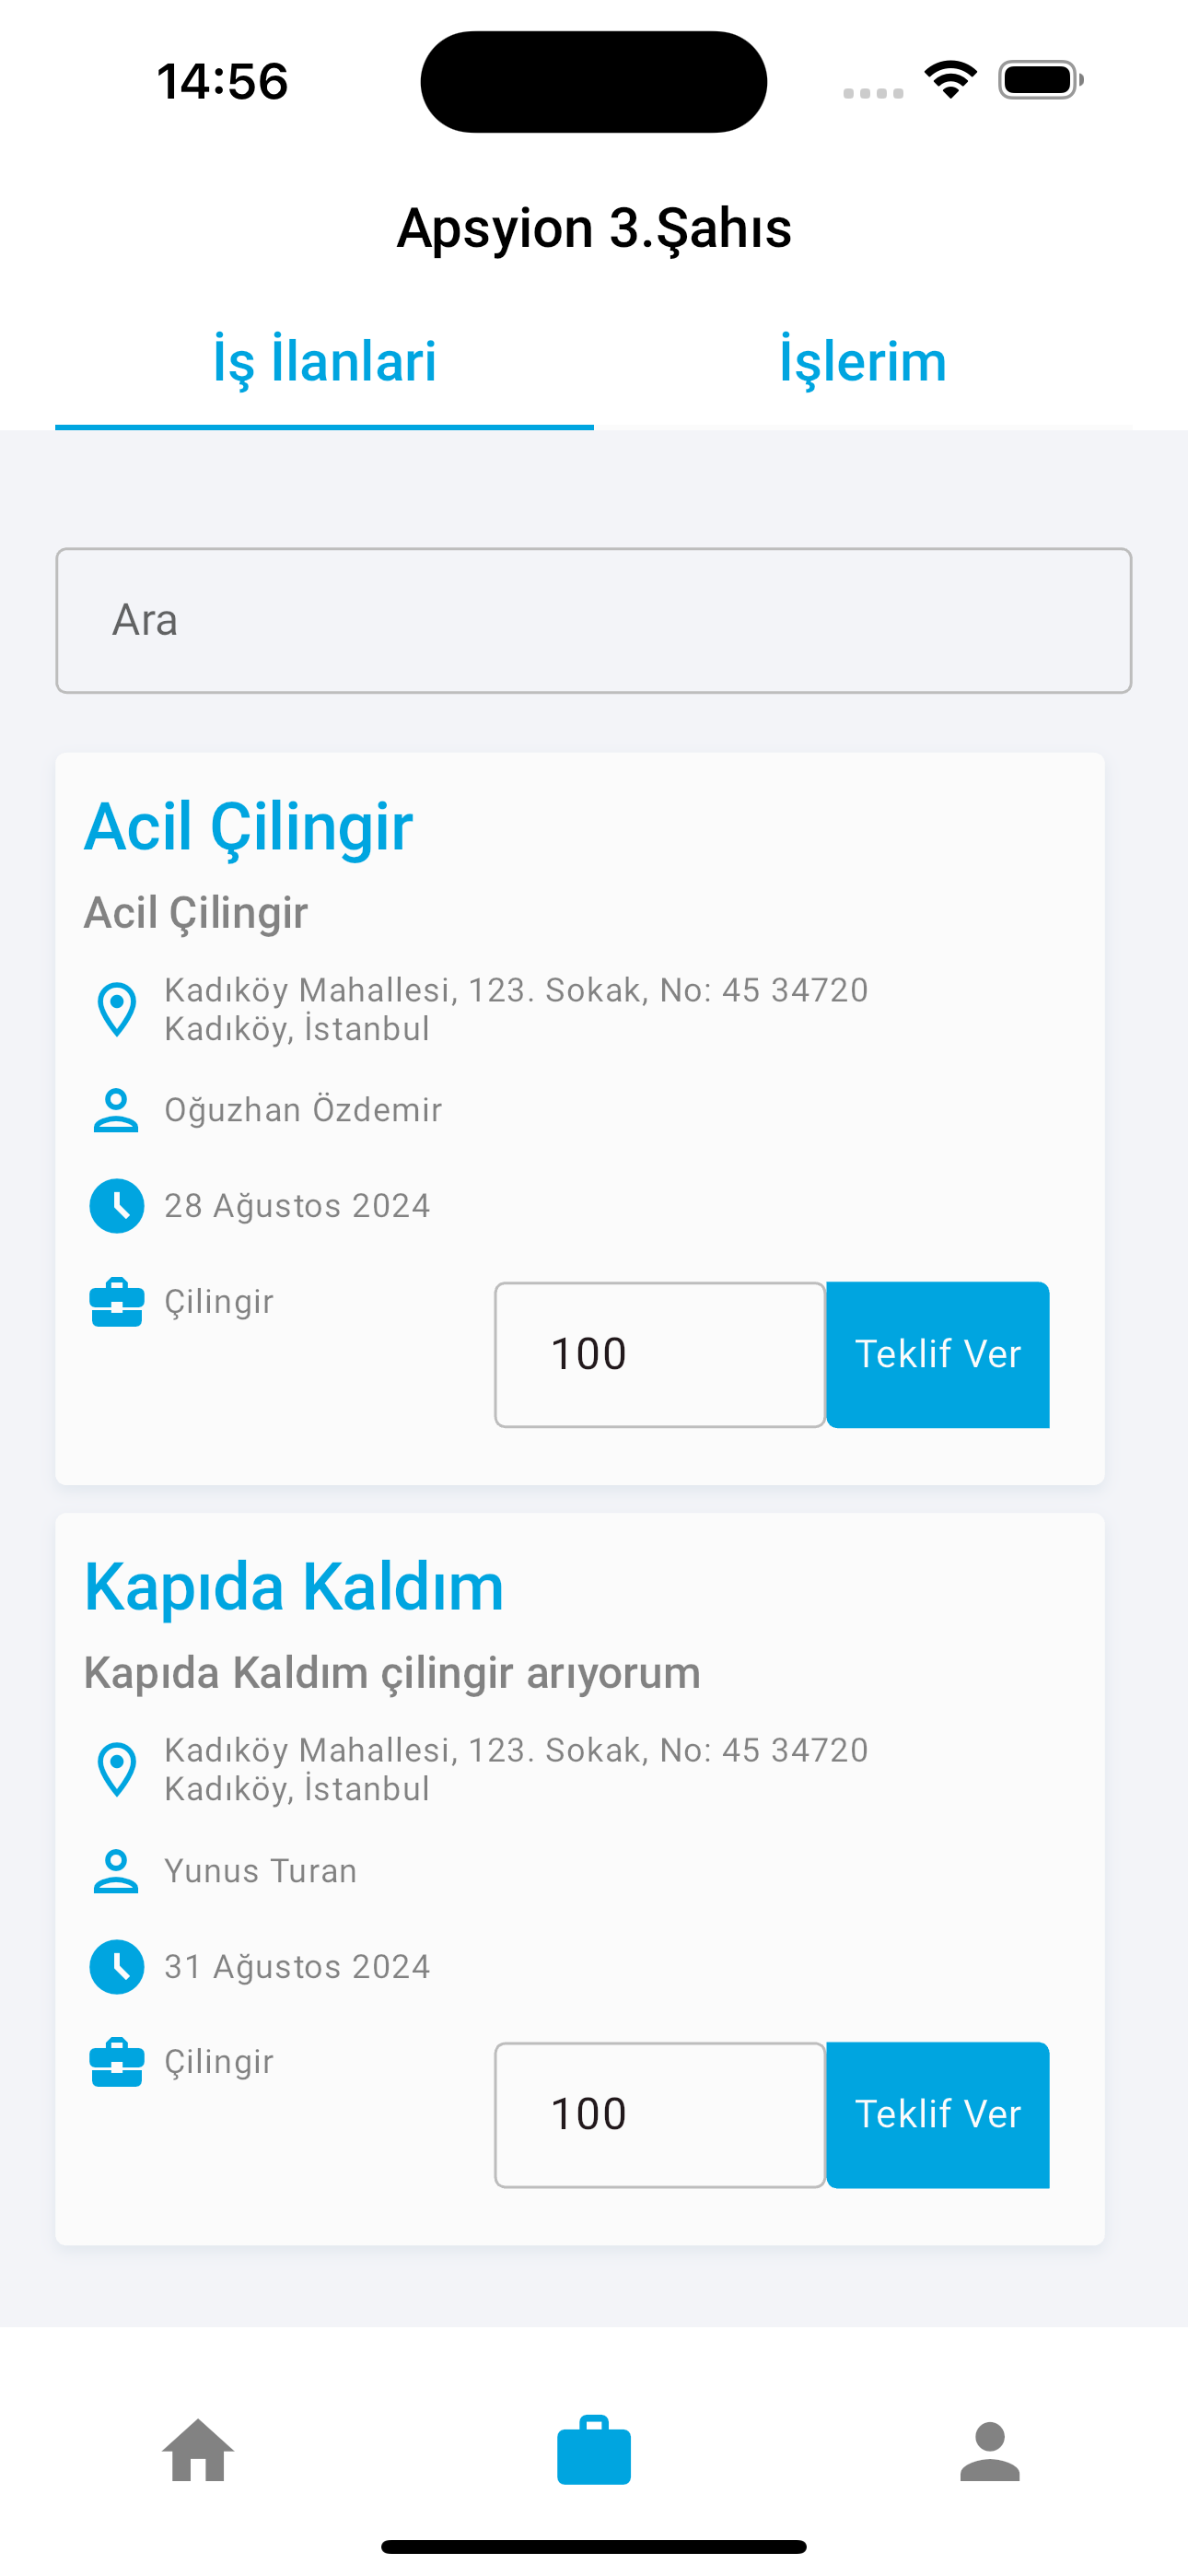 14:56
Apsyion 3.Şahıs
İş İlanlari
İşlerim
Ara
Acil Çilingir
Acil Çilingir
Kadıköy Mahallesi, 123. Sokak, No: 45 34720
Kadıköy, İstanbul
Oğuzhan Özdemir
28 Ağustos 2024
Çilingir
100
Teklif Ver
Kapıda Kaldım
Kapıda Kaldım çilingir arıyorum
Kadıköy Mahallesi, 123. Sokak, No: 45 34720
Kadıköy, İstanbul
Yunus Turan
31 Ağustos 2024
Çilingir
100
Teklif Ver